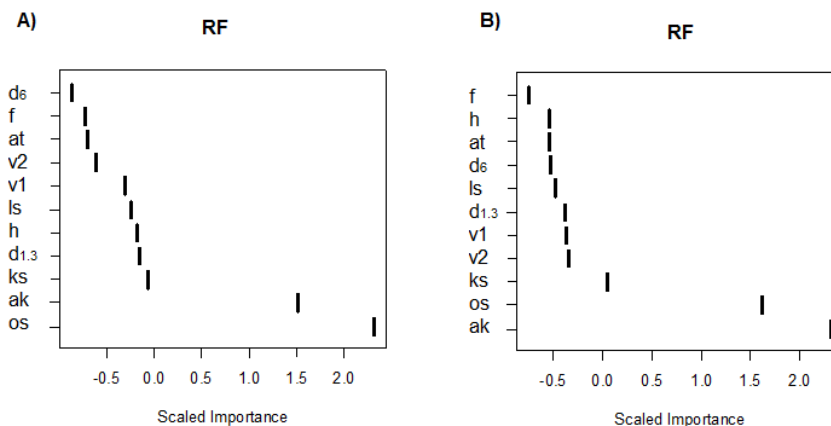 A)
RF
d6
f
at
v2
v1
ls
h
d1.3
ks
ak
os
-0.5 0.0 0.5 1.0 1.5 2.0
Scaled Importance
B)
RF
f
h
at
d6
ls
d1.3
v1
v2
ks
os
ak
-0.5 0.0 0.5 1.0 1.5 2.0
Scaled Importance